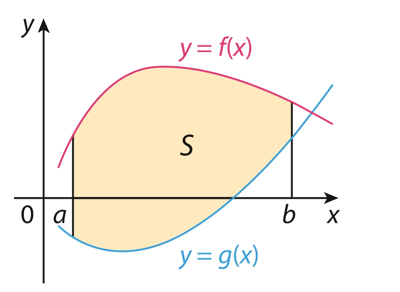 y
y = f(x)
S
0 a b x
y = g(x)